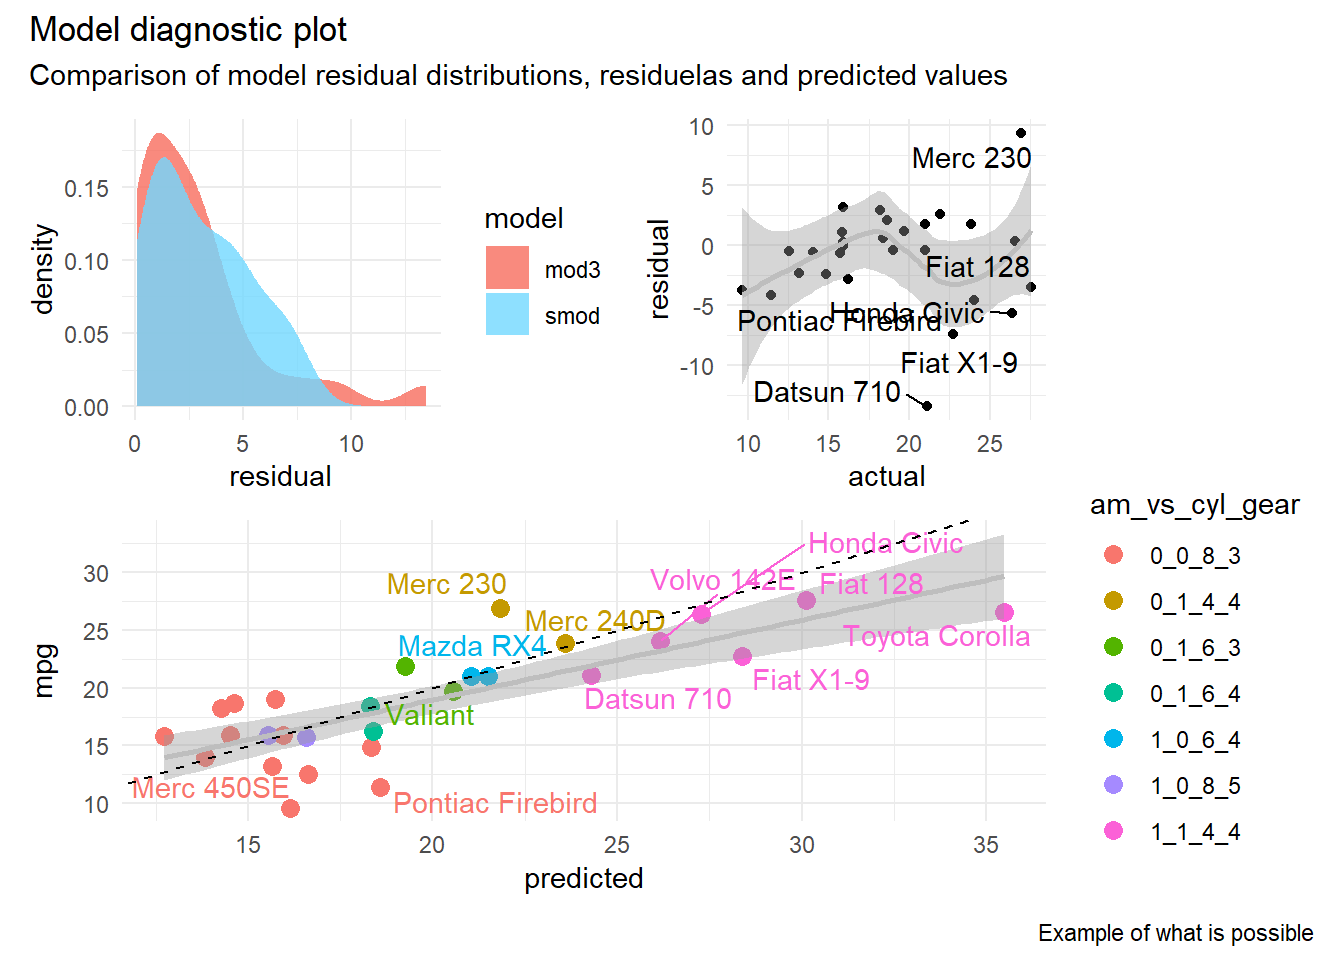 Model diagnostic plot
Comparison of model residual distributions, residuelas and predicted values
density
0.15
0.10
0.05
0.00
0
5
10
residual
model
mod3
smod
residual
10
5
0
-5
-10
Merc 230
Fiat 128
Honda Civic
Pontiac Firebird
Fiat X1-9
Datsun 710
10
15
20
25
actual
mpg
30
25
20
15
10
Honda Civic
Volvo 142E
Fiat 128
Merc 230
Merc 240D
Mazda RX4
Toyota Corolla
Fiat X1-9
Datsun 710
Valiant
Merc 450SE
Pontiac Firebird
15
20
25
30
35
predicted
am_vs_cyl_gear
0_0_8_3
0_1_4_4
0_1_6_3
0_1_6_4
1_0_6_4
1_0_8_5
1_1_4_4
Example of what is possible